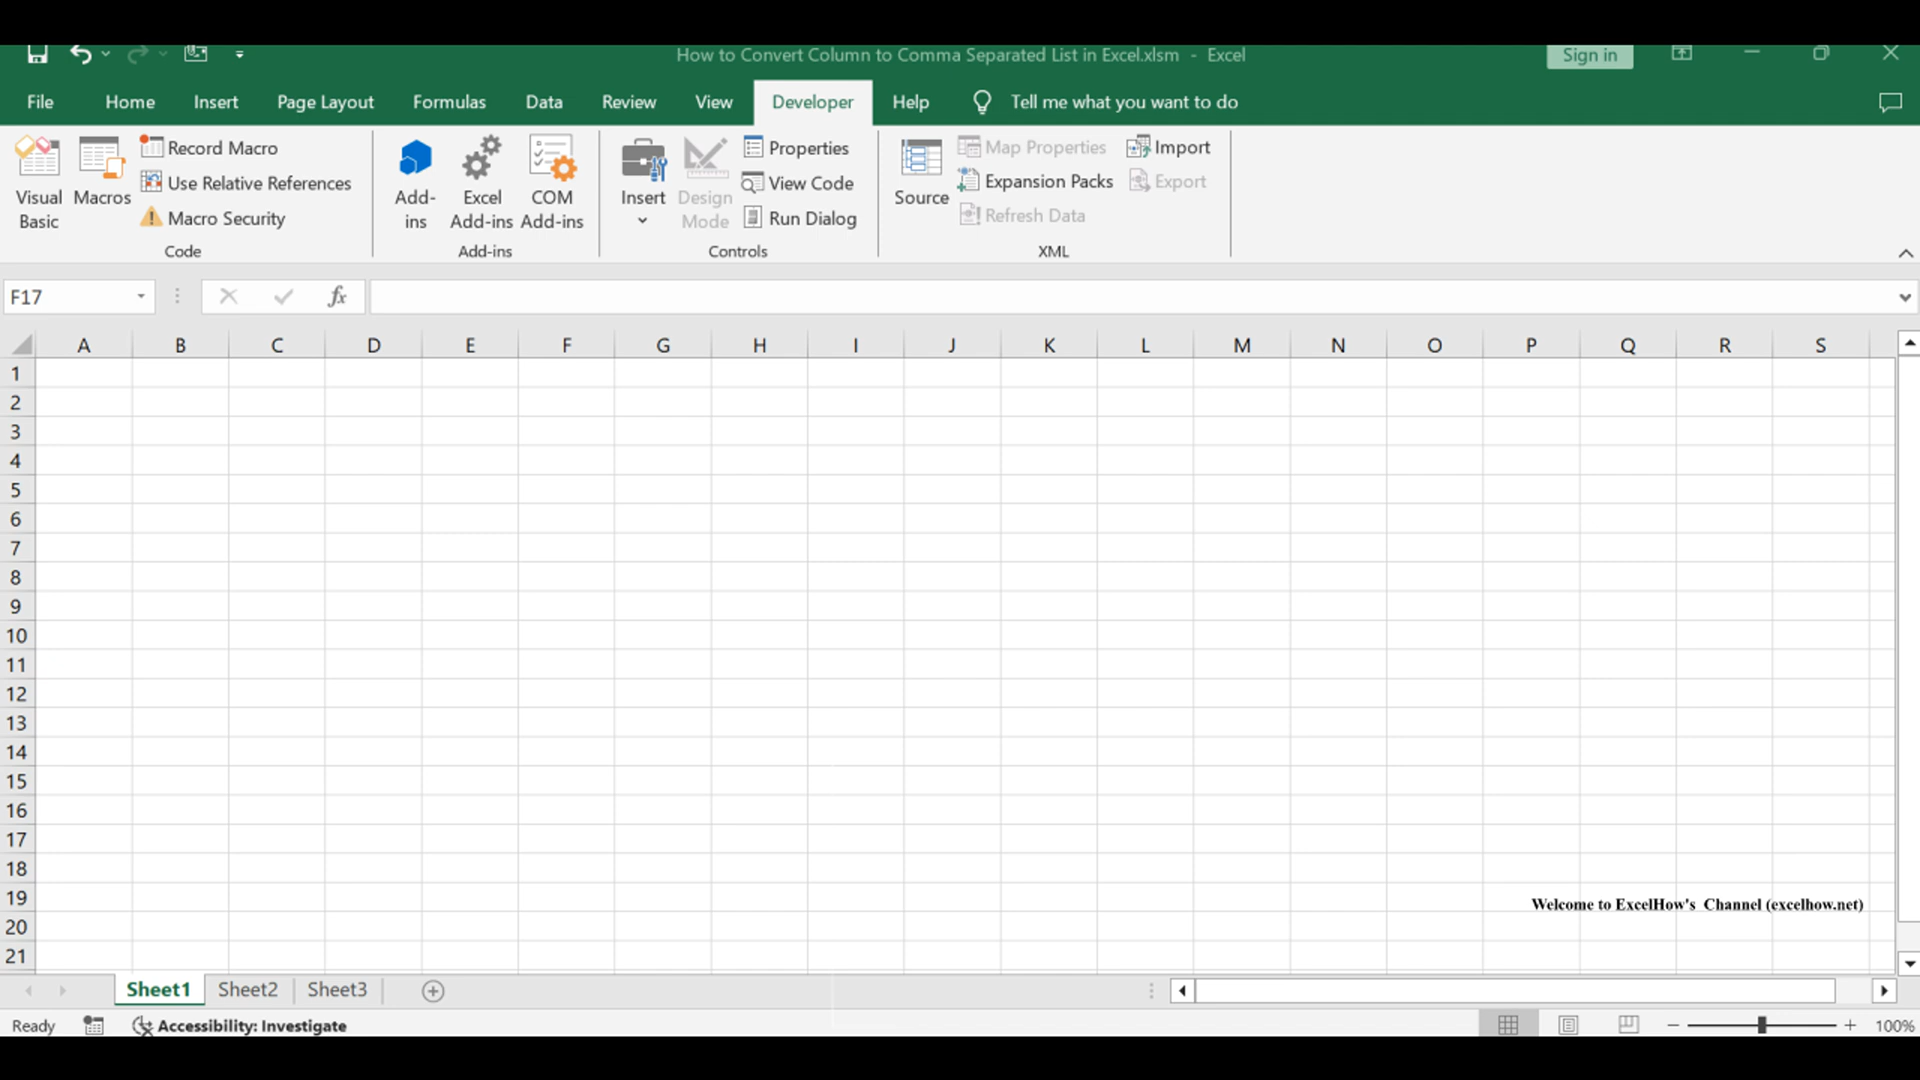 How to Convert Column to Comma Separated List in Excel.xlsm - Excel
Sign in
File Home Insert Page Layout Formulas Data Review View Developer Help Tell me what you want to do
Visual Basic
Macros
Record Macro
Use Relative References
Macro Security
Code
Add-ins
Excel Add-ins
COM Add-ins
Add-ins
Insert
Design Mode
Properties
View Code
Run Dialog
Controls
Source
Map Properties
Expansion Packs
Refresh Data
Import
Export
XML
F17
fx
A B C D E F G H I J K L M N O P Q R S
1
2
3
4
5
6
7
8
9
10
11
12
13
14
15
16
17
18
19
20
21
Welcome to ExcelHow's Channel (excelhow.net)
Sheet1 Sheet2 Sheet3
Ready Accessibility: Investigate 100%